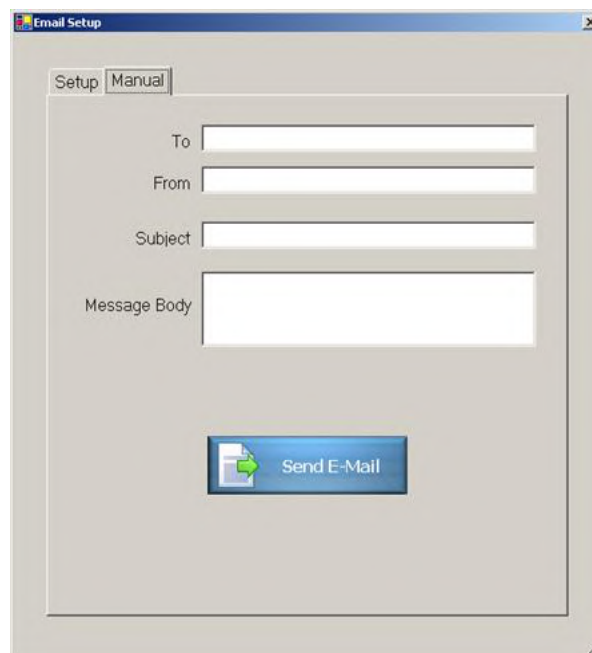 Email Setup
Setup Manual
To
From
Subject
Message Body
Send E-Mail